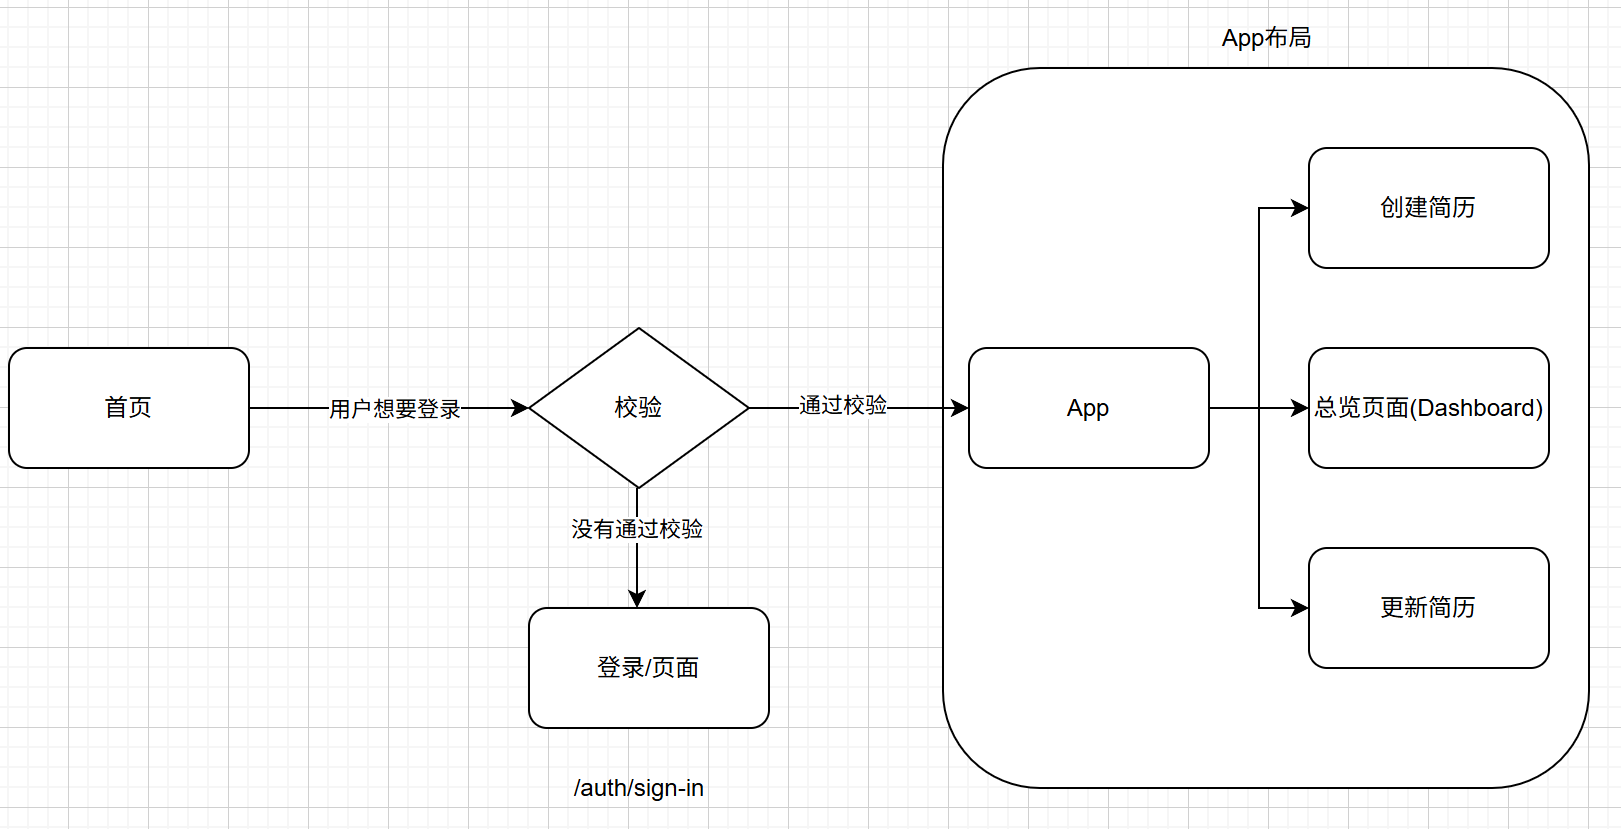 App布局
创建简历
首页
用户想要登录
校验
通过校验
App
总览页面(Dashboard)
没有通过校验
更新简历
登录/页面
/auth/sign-in